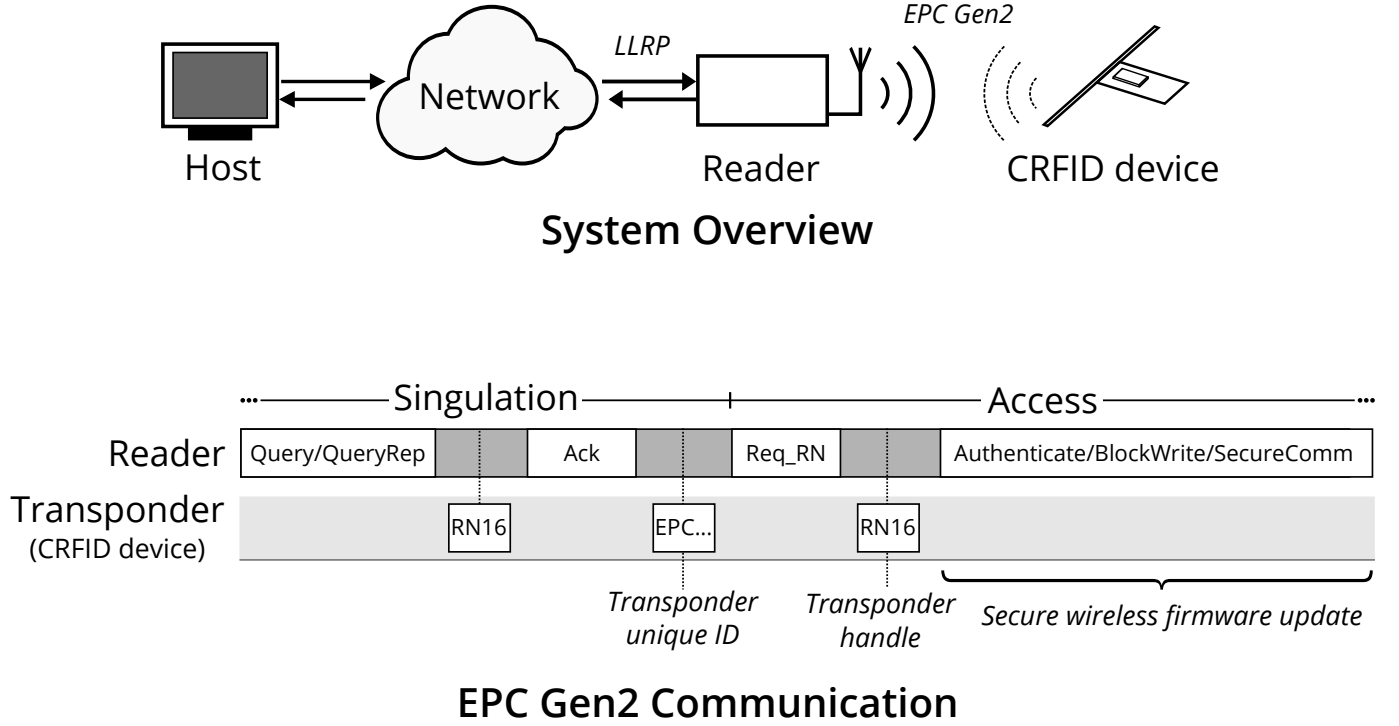 EPC Gen2
LLRP
Network
Host
Reader
CRFID device
System Overview
Singulation
Access
Reader
Query/QueryRep
Ack
Req_RN
Authenticate/BlockWrite/SecureComm
Transponder
(CRFID device)
RN16
EPC...
RN16
Transponder
unique ID
Transponder
handle
Secure wireless firmware update
EPC Gen2 Communication